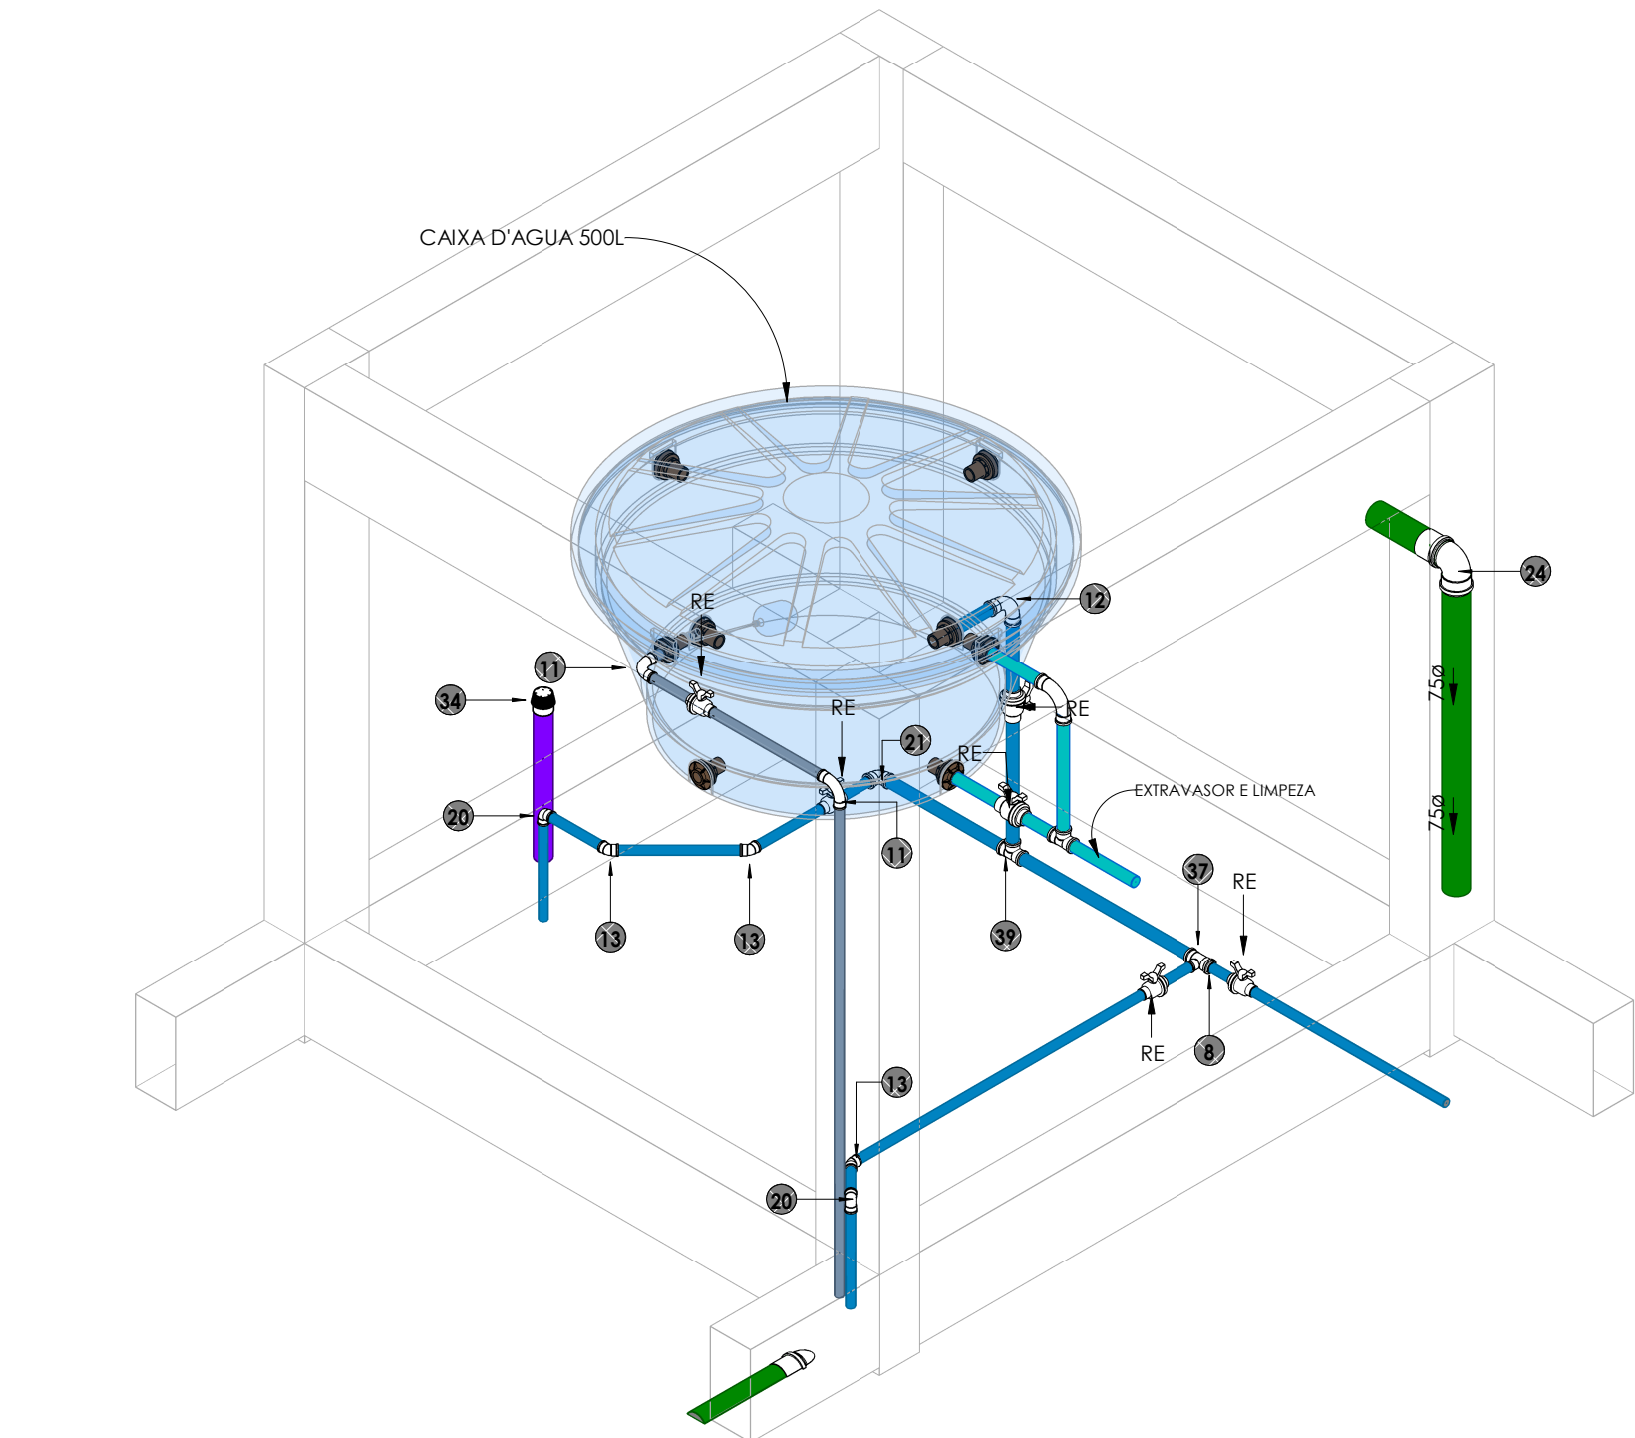 CAIXA D'AGUA 500L
24
12
RE
11
34
75Ø
RE
RE
21
RE
EXTRAVASOR E LIMPEZA
20
75Ø
11
37
RE
13
13
39
RE
8
13
20